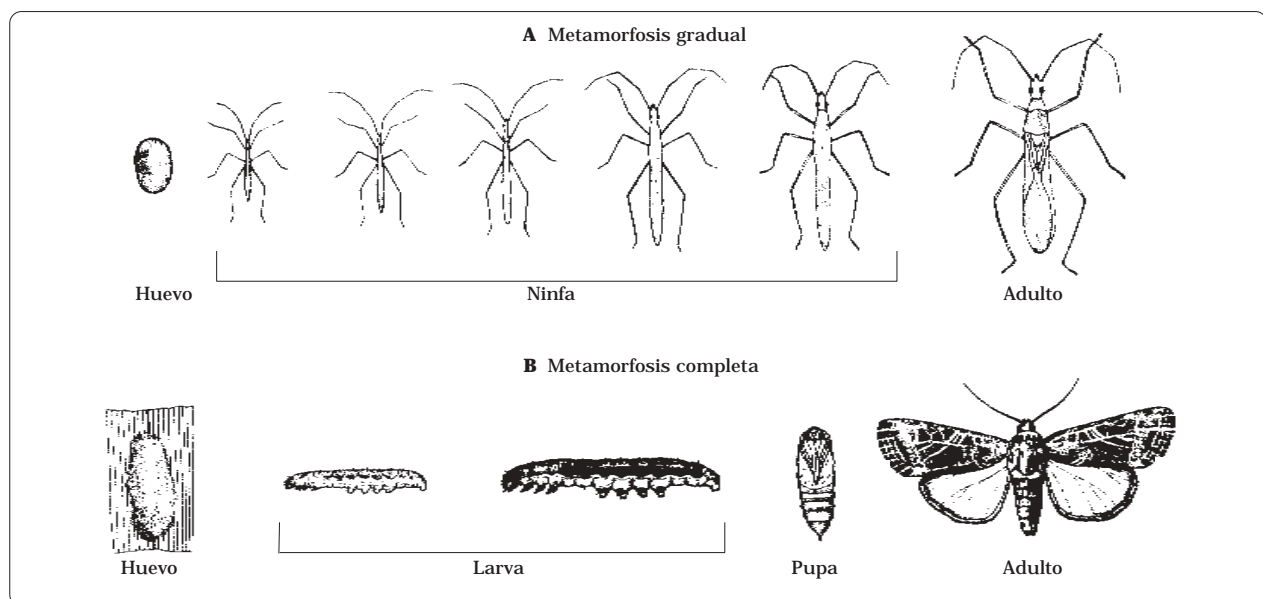 A Metamorfosis gradual
Huevo Ninfa Adulto
B Metamorfosis completa
Huevo Larva Pupa Adulto